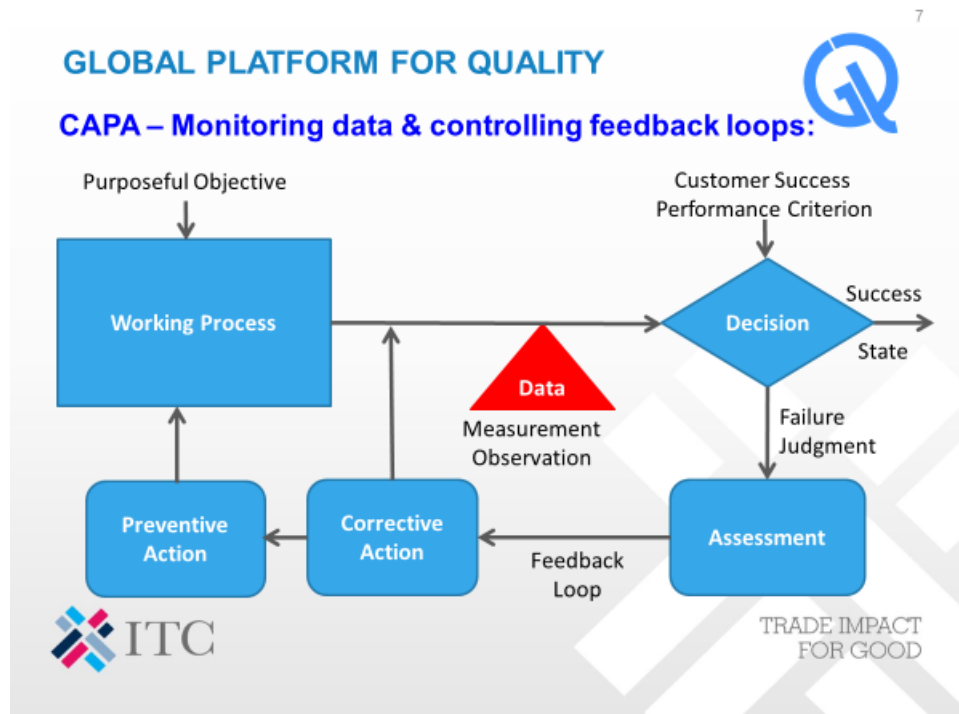 7
GLOBAL PLATFORM FOR QUALITY
CAPA – Monitoring data & controlling feedback loops:
Purposeful Objective
Customer Success
Performance Criterion
Working Process
Decision
Success
State
Data
Measurement
Observation
Failure
Judgment
Preventive
Action
Corrective
Action
Feedback
Loop
Assessment
ITC
TRADE IMPACT
FOR GOOD